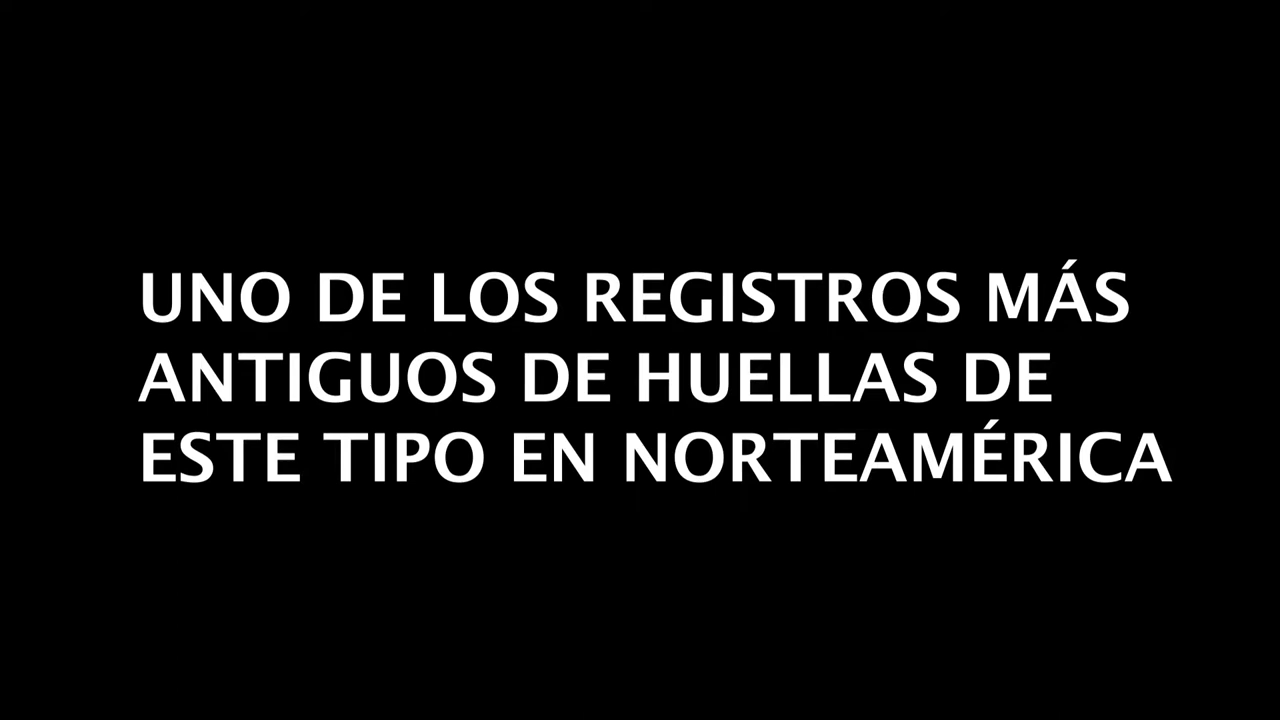 UNO DE LOS REGISTROS MÁS
ANTIGUOS DE HUELLAS DE
ESTE TIPO EN NORTEAMÉRICA